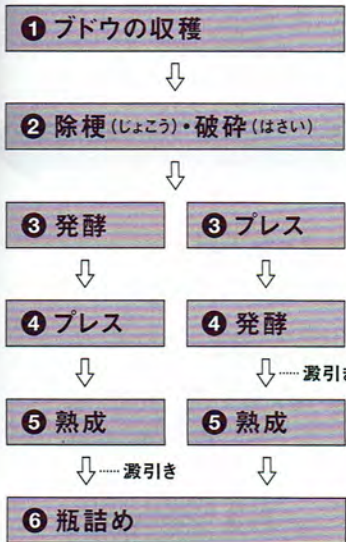 ❶ ブドウの収穫
❷ 除梗(じょこう)・破砕(はさい)
❸ 発酵
❸ プレス
❹ プレス
❹ 発酵
……澱引き
❺ 熟成
❺ 熟成
……澱引き
❻ 瓶詰め